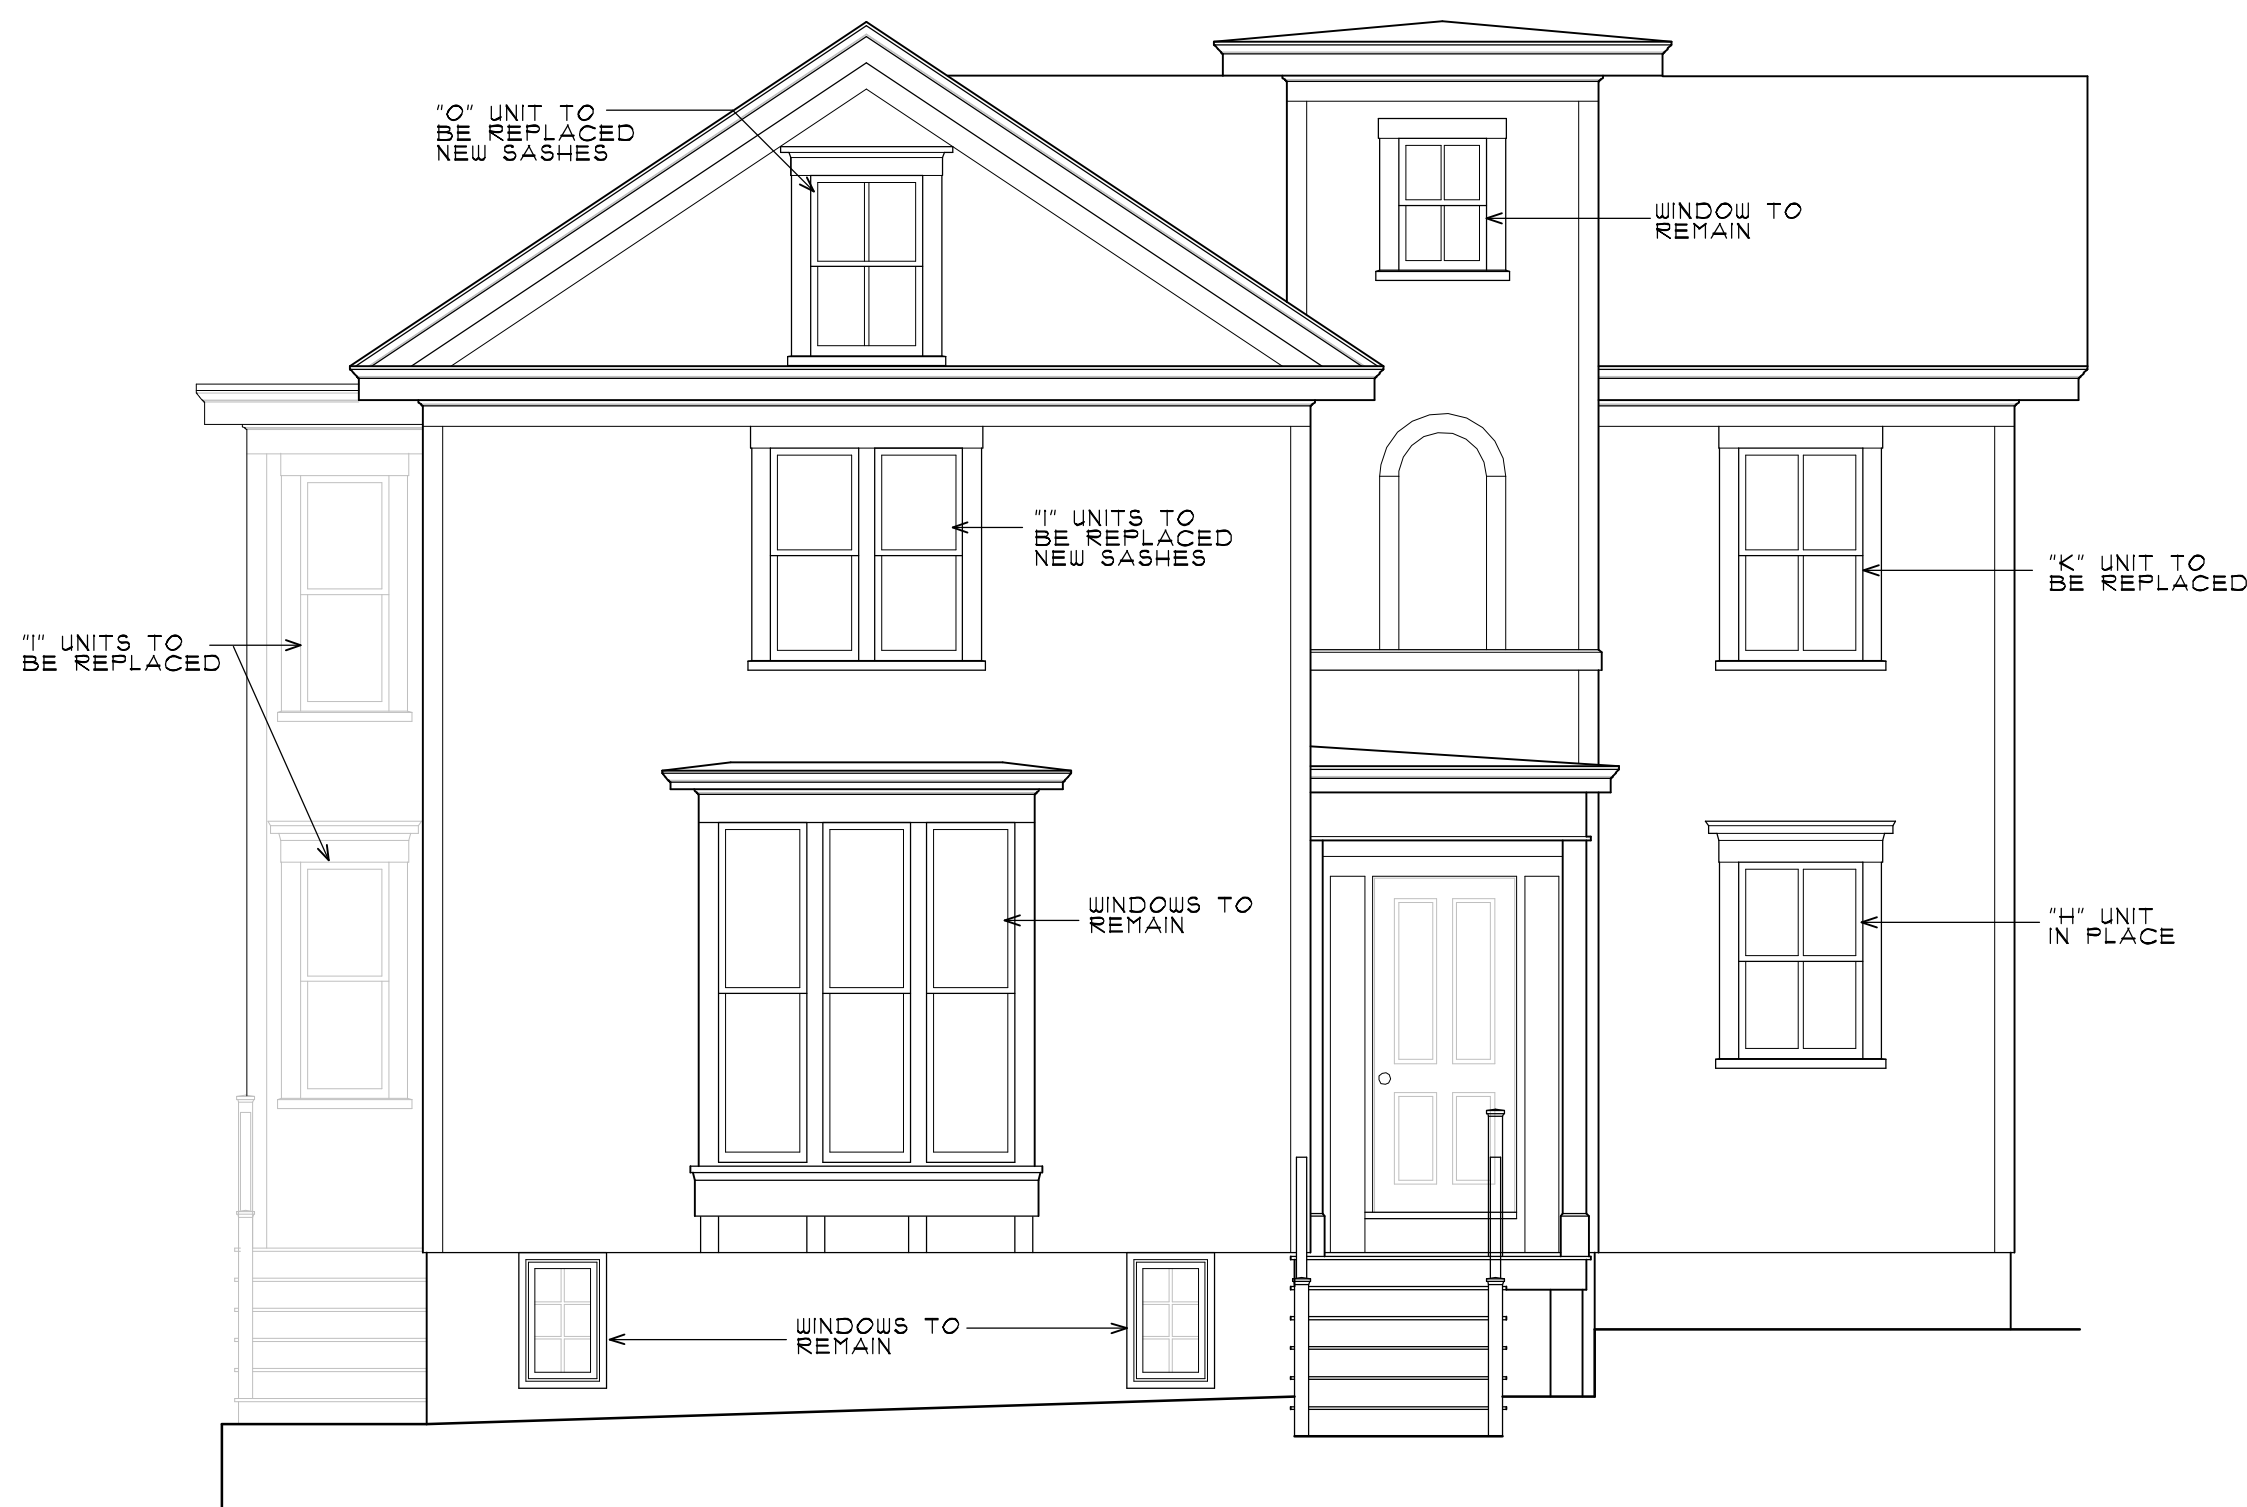 "O" UNIT TO
BE REPLACED
NEW SASHES
WINDOW TO
REMAIN
"I" UNITS TO
BE REPLACED
NEW SASHES
"K" UNIT TO
BE REPLACED
"I" UNITS TO
BE REPLACED
WINDOWS TO
REMAIN
"H" UNIT
IN PLACE
WINDOWS TO
REMAIN